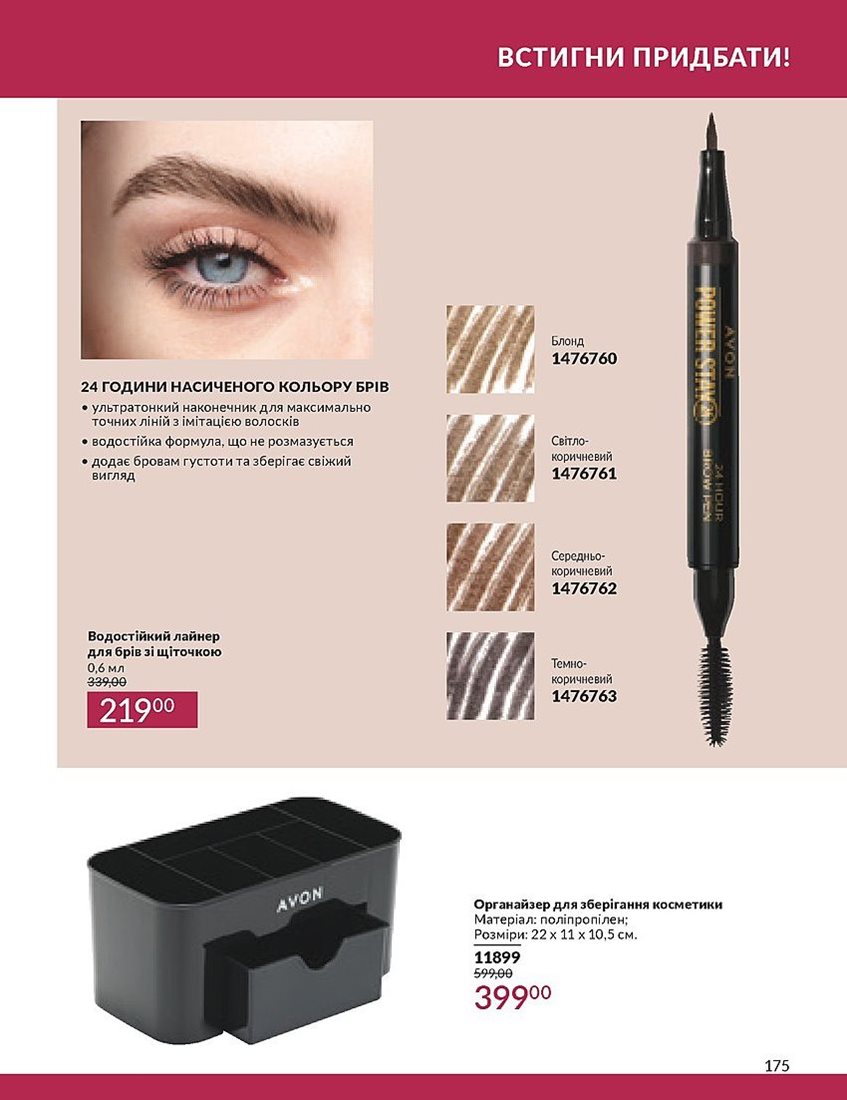 ВСТИГНИ ПРИДБАТИ!
24 ГОДИНИ НАСИЧЕНОГО КОЛЬОРУ БРІВ
• ультратонкий наконечник для максимально
точних ліній з імітацією волосків
• водостійка формула, що не розмазується
• додає бровам густоти та зберігає свіжий
вигляд
Водостійкий лайнер
для брів зі щіточкою
0,6 мл
339,00
219⁰⁰
Блонд
1476760
Світло-
коричневий
1476761
Середньо-
коричневий
1476762
Темно-
коричневий
1476763
AVON
POWER STAY 24
24 HOUR
BROW PEN
AVON
Органайзер для зберігання косметики
Матеріал: поліпропілен;
Розміри: 22 x 11 x 10,5 см.
11899
599,00
399⁰⁰
175